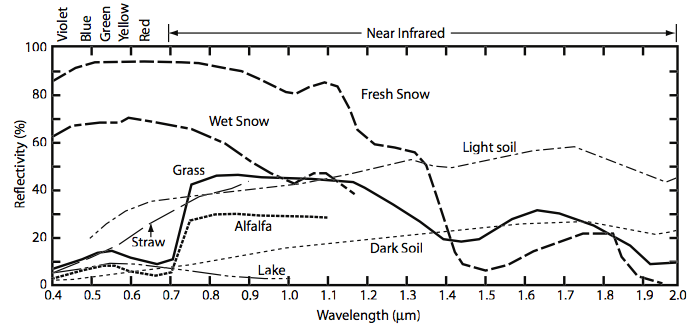 Violet
Blue
Green
Yellow
Red
Near Infrared
100
80
60
40
20
0
Reflectivity (%)
Fresh Snow
Wet Snow
Light soil
Grass
Straw
Alfalfa
Dark Soil
Lake
0.4 0.5 0.6 0.7 0.8 0.9 1.0 1.1 1.2 1.3 1.4 1.5 1.6 1.7 1.8 1.9 2.0
Wavelength (μm)